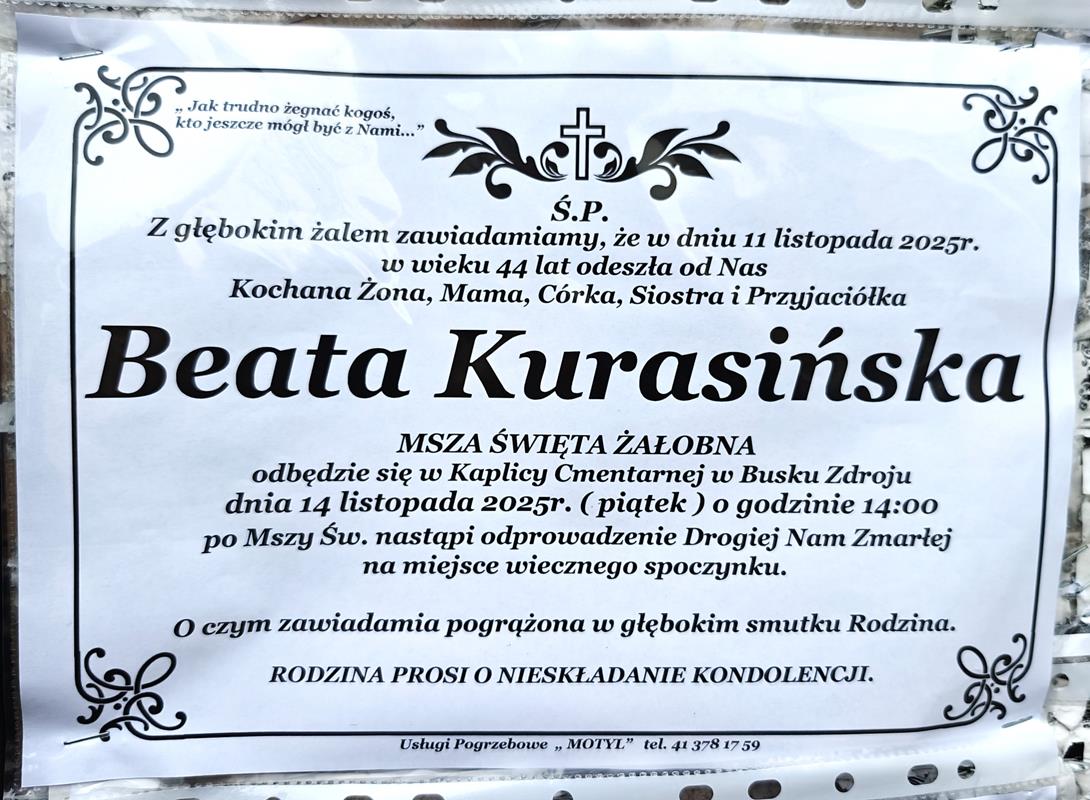 „ Jak trudno żegnać kogoś,
kto jeszcze mógł być z Nami...”
Ś.P.
Z głębokim żalem zawiadamiamy, że w dniu 11 listopada 2025r.
w wieku 44 lat odeszła od Nas
Kochana Żona, Mama, Córka, Siostra i Przyjaciółka
Beata Kurasińska
MSZA ŚWIĘTA ŻAŁOBNA
odbędzie się w Kaplicy Cmentarnej w Busku Zdroju
dnia 14 listopada 2025r. ( piątek ) o godzinie 14:00
po Mszy Św. nastąpi odprowadzenie Drogiej Nam Zmarłej
na miejsce wiecznego spoczynku.
O czym zawiadamia pogrążona w głębokim smutku Rodzina.
RODZINA PROSI O NIESKŁADANIE KONDOLENCJI.
Usługi Pogrzebowe „ MOTYL” tel. 41 378 17 59